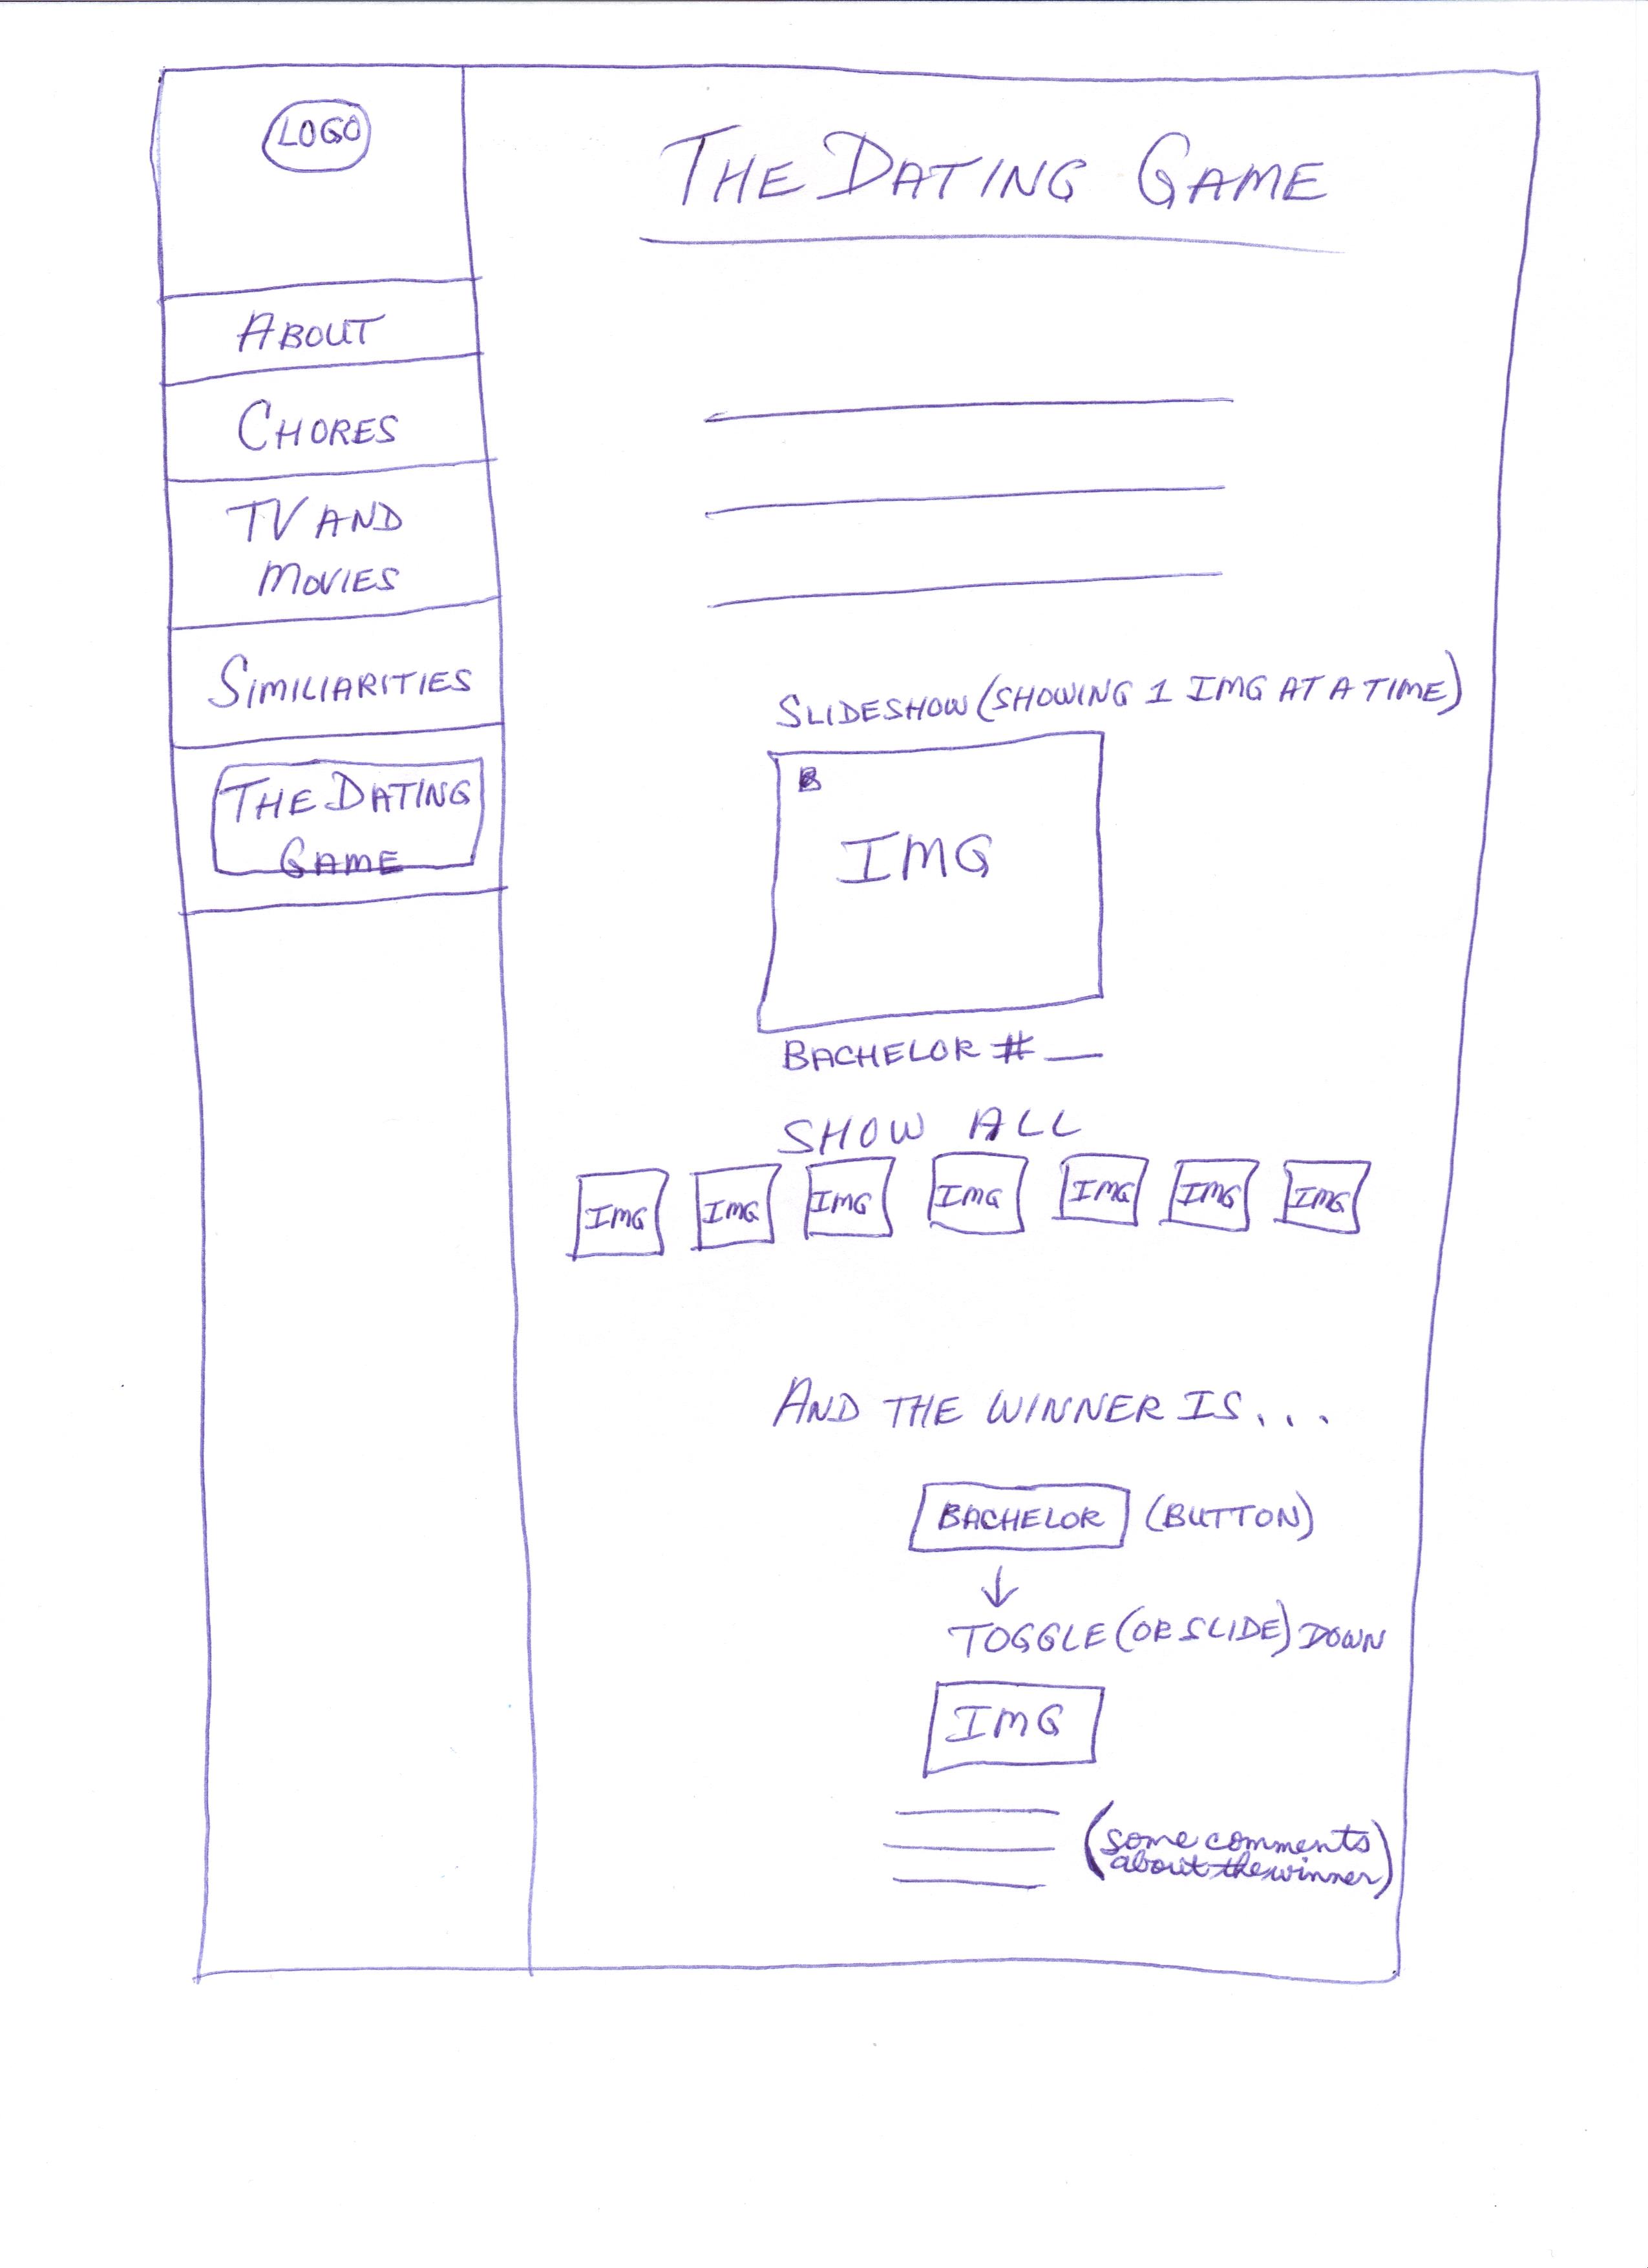 LOGO
ABOUT
CHORES
TV AND
MOVIES
SIMILIARITIES
THE DATING
GAME
THE DATING GAME
SLIDESHOW (SHOWING 1 IMG AT A TIME)
B
IMG
BACHELOR # __
SHOW ALL
IMG IMG IMG IMG IMG IMG IMG
AND THE WINNER IS...
BACHELOR (BUTTON)
TOGGLE (OR SLIDE) DOWN
IMG
(some comments
about the winner)